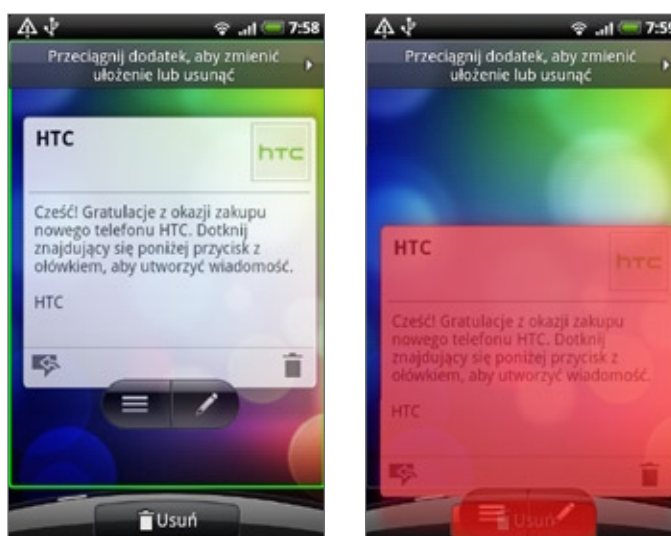 7:58
Przeciągnij dodatek, aby zmienić
ułożenie lub usunąć
HTC
hTC
Cześć! Gratulacje z okazji zakupu
nowego telefonu HTC. Dotknij
znajdujący się poniżej przycisk z
ołówkiem, aby utworzyć wiadomość.
HTC
Usuń
7:59
Przeciągnij dodatek, aby zmienić
ułożenie lub usunąć
HTC
hTC
Cześć! Gratulacje z okazji zakupu
nowego telefonu HTC. Dotknij
znajdujący się poniżej przycisk z
ołówkiem, aby utworzyć wiadomość.
HTC
Usuń